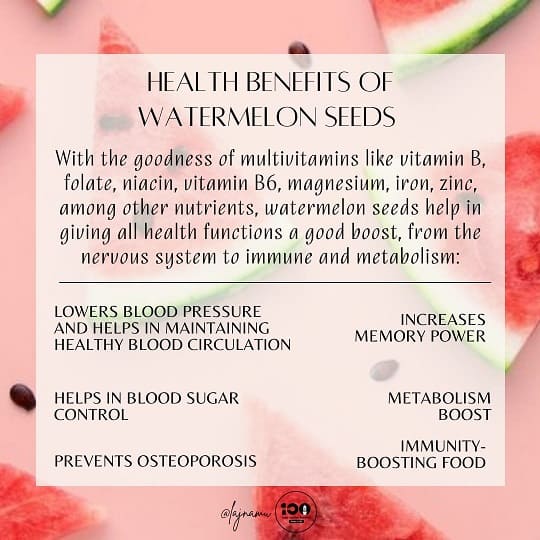 HEALTH BENEFITS OF
WATERMELON SEEDS
With the goodness of multivitamins like vitamin B,
folate, niacin, vitamin B6, magnesium, iron, zinc,
among other nutrients, watermelon seeds help in
giving all health functions a good boost, from the
nervous system to immune and metabolism:
LOWERS BLOOD PRESSURE
AND HELPS IN MAINTAINING
HEALTHY BLOOD CIRCULATION
INCREASES
MEMORY POWER
HELPS IN BLOOD SUGAR
CONTROL
METABOLISM
BOOST
PREVENTS OSTEOPOROSIS
IMMUNITY-
BOOSTING FOOD
@lajnamu
100